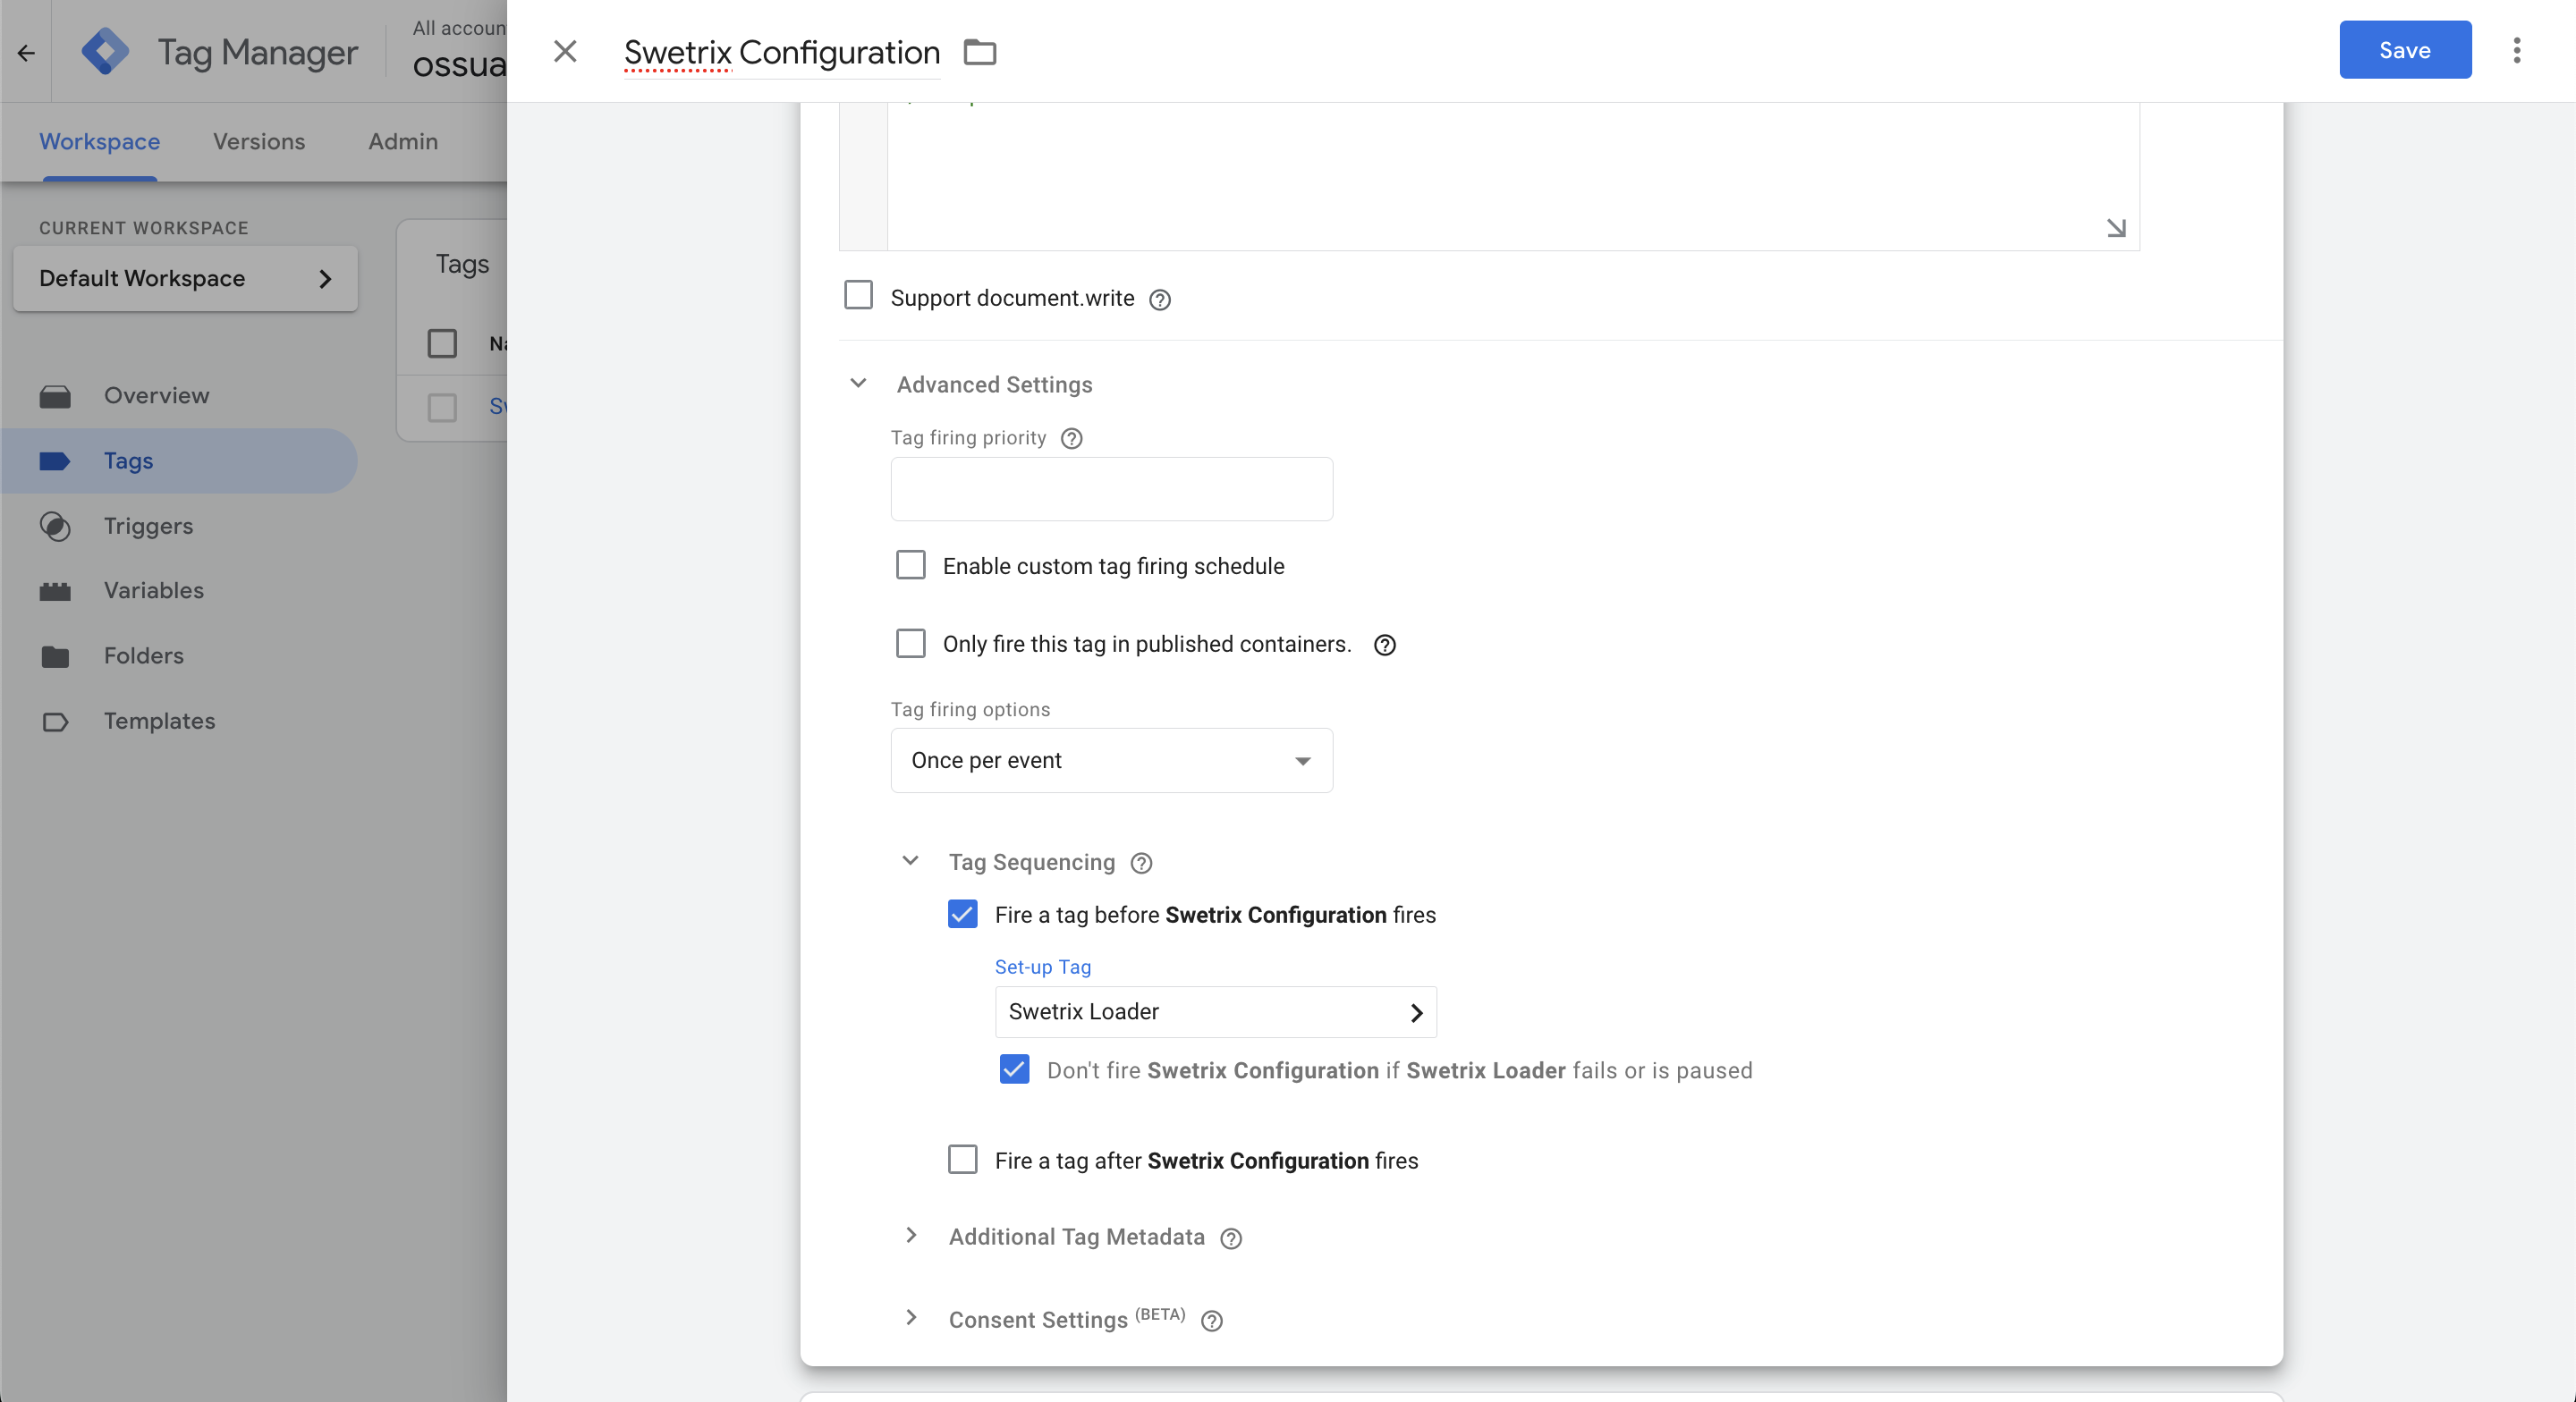 Tag Manager
All accoun
ossua
Swetrix Configuration
Save
Workspace
Versions
Admin
CURRENT WORKSPACE
Default Workspace
Overview
Tags
Triggers
Variables
Folders
Templates
Tags
Na
Sw
Support document.write
Advanced Settings
Tag firing priority
Enable custom tag firing schedule
Only fire this tag in published containers.
Tag firing options
Once per event
Tag Sequencing
Fire a tag before Swetrix Configuration fires
Set-up Tag
Swetrix Loader
Don't fire Swetrix Configuration if Swetrix Loader fails or is paused
Fire a tag after Swetrix Configuration fires
Additional Tag Metadata
Consent Settings (BETA)